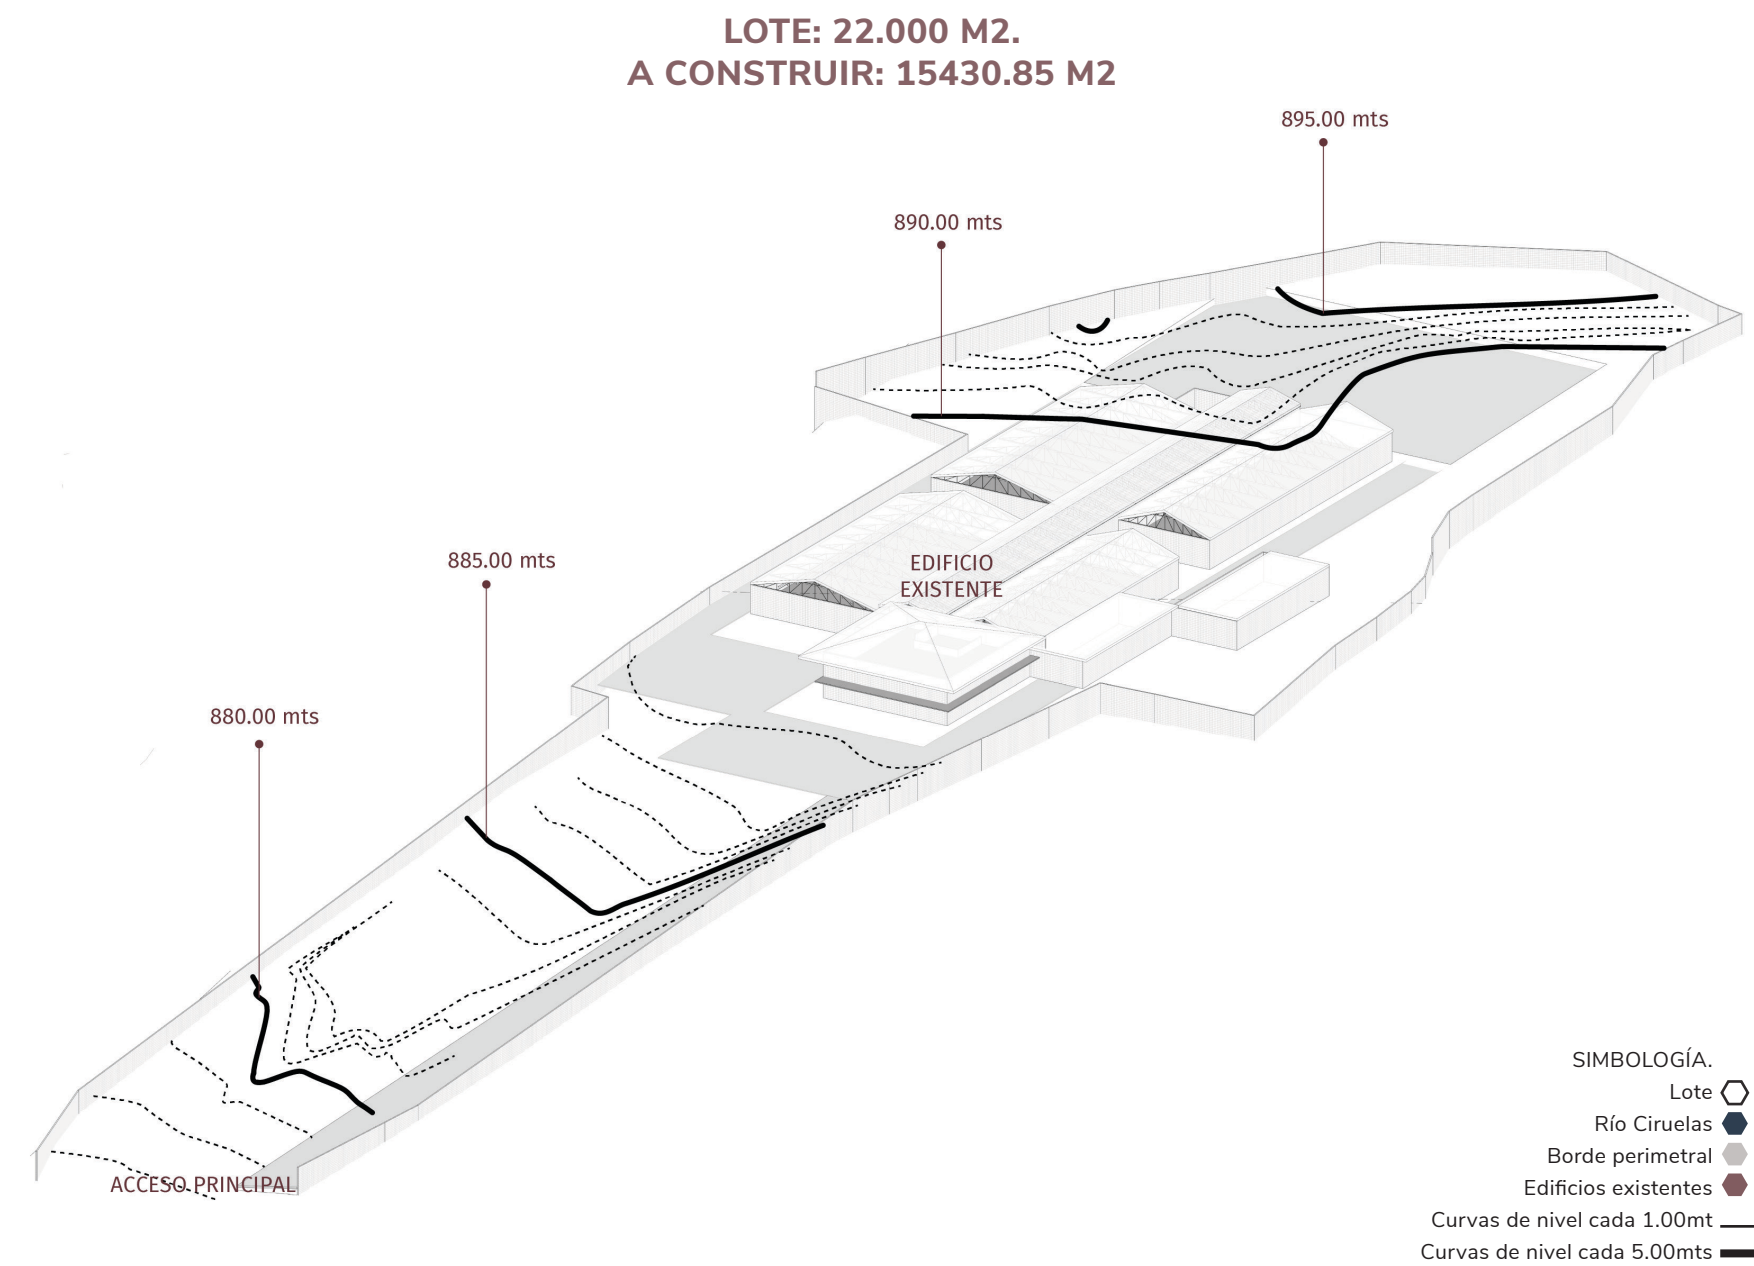 LOTE: 22.000 M2.
A CONSTRUIR: 15430.85 M2
895.00 mts
890.00 mts
885.00 mts
EDIFICIO
EXISTENTE
880.00 mts
ACCESO PRINCIPAL
SIMBOLOGÍA.
Lote
Río Ciruelas
Borde perimetral
Edificios existentes
Curvas de nivel cada 1.00mt
Curvas de nivel cada 5.00mts